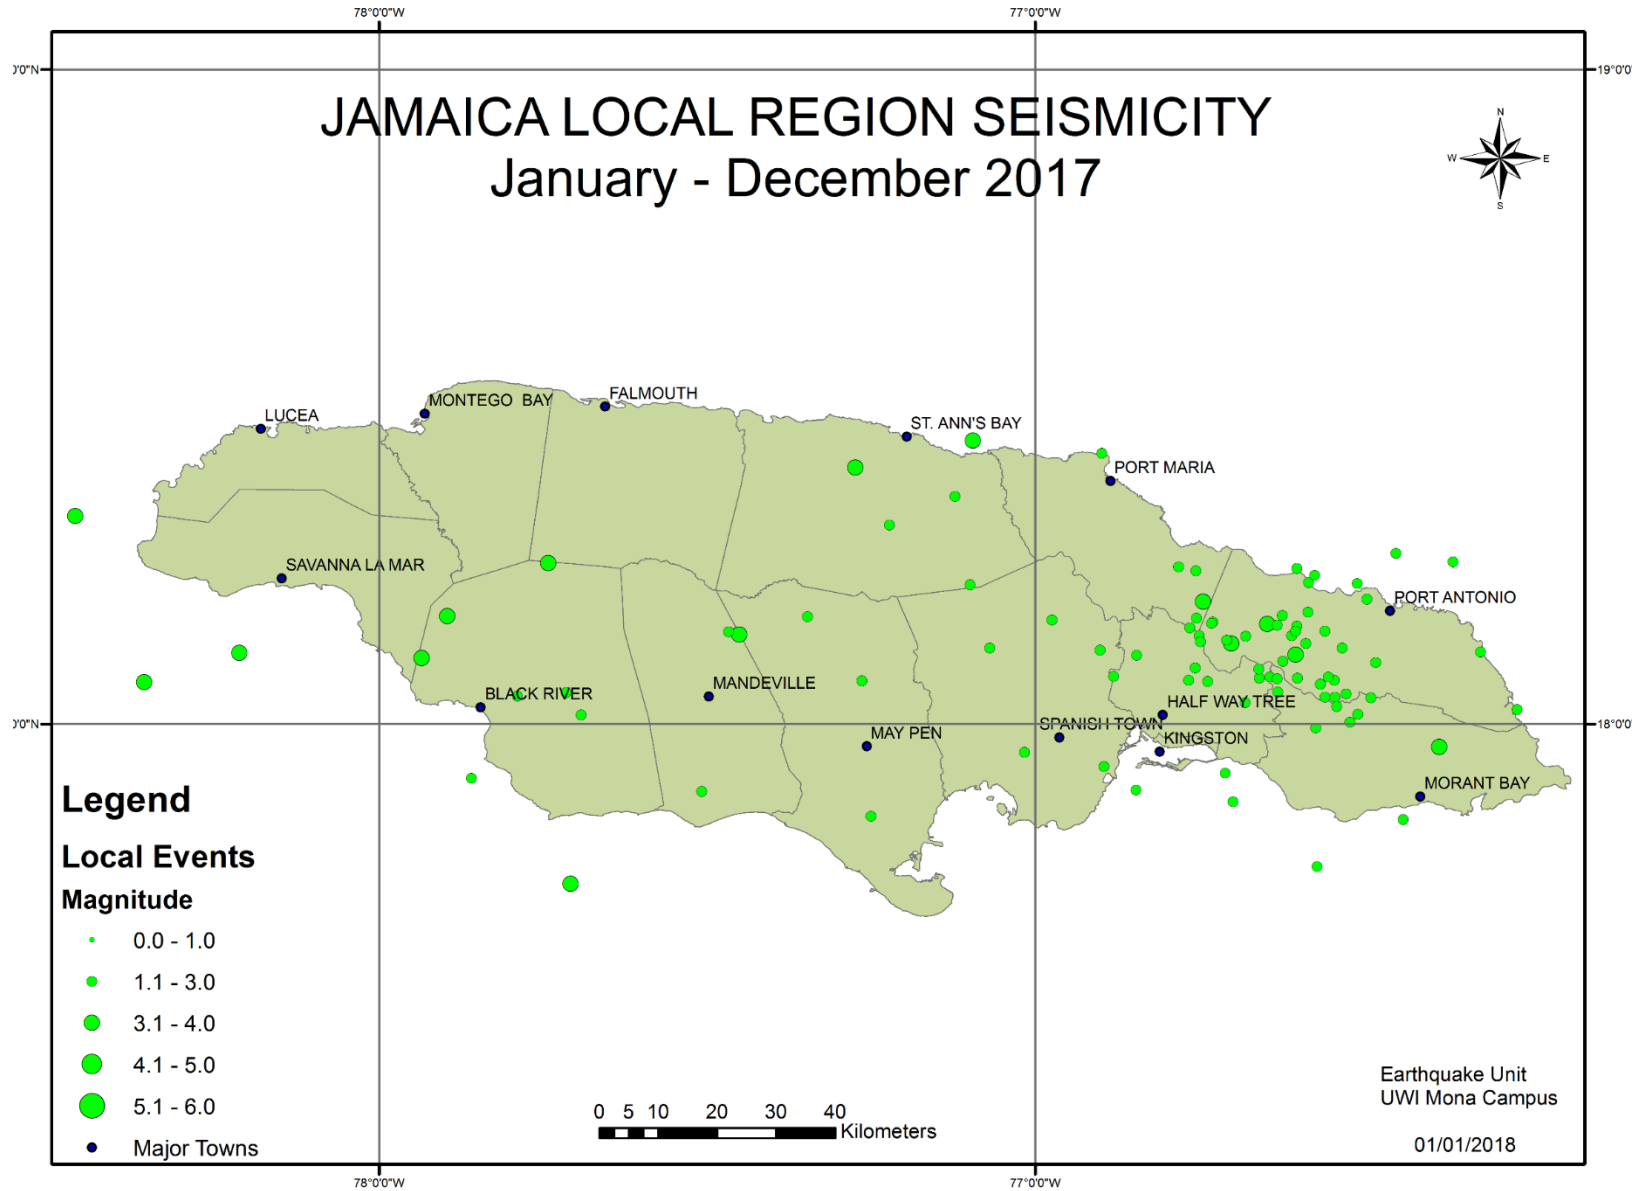 78°0'0"W 77°0'0"W
0'0"N 19°0'0"
JAMAICA LOCAL REGION SEISMICITY
January - December 2017
N
W E
S
LUCEA
MONTEGO BAY
FALMOUTH
ST. ANN'S BAY
PORT MARIA
SAVANNA LA MAR
PORT ANTONIO
BLACK RIVER
MANDEVILLE
HALF WAY TREE
0'0"N 18°0'0"
SPANISH TOWN
MAY PEN
KINGSTON
MORANT BAY
Legend
Local Events
Magnitude
0.0 - 1.0
1.1 - 3.0
3.1 - 4.0
4.1 - 5.0
5.1 - 6.0
Major Towns
0 5 10 20 30 40
Kilometers
Earthquake Unit
UWI Mona Campus
01/01/2018
78°0'0"W 77°0'0"W